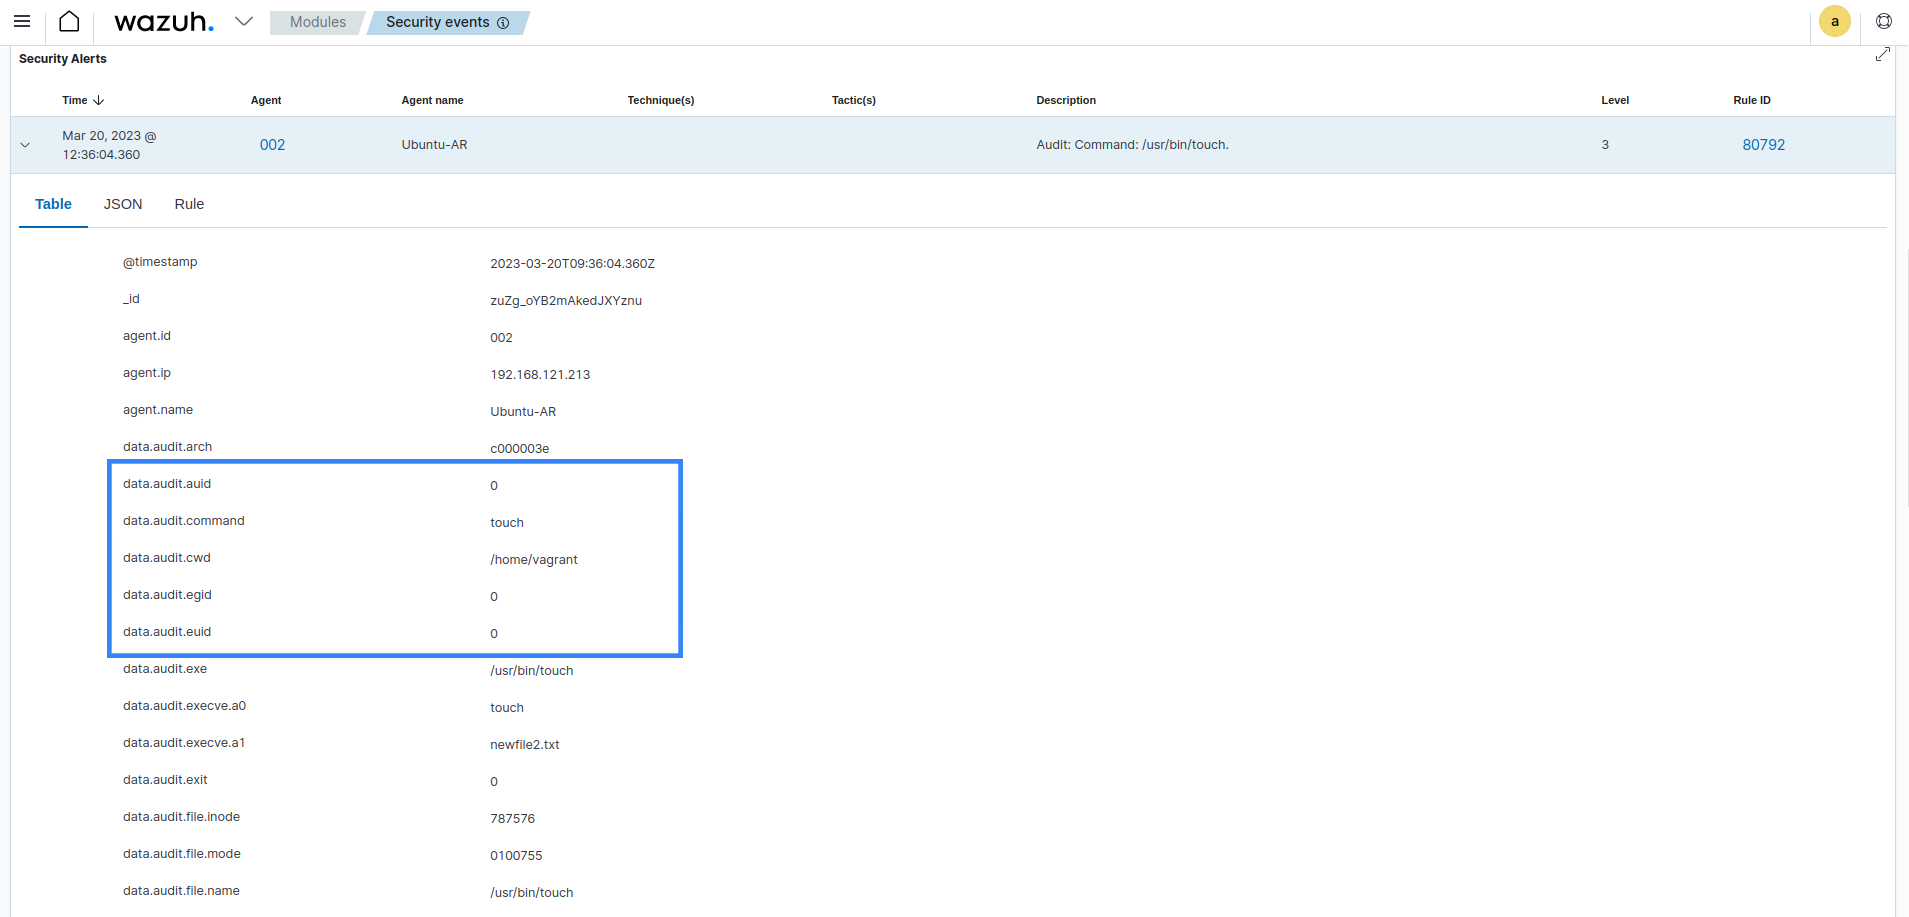 wazuh. Modules Security events a
Security Alerts
Time Agent Agent name Technique(s) Tactic(s) Description Level Rule ID
Mar 20, 2023 @
12:36:04.360 002 Ubuntu-AR Audit: Command: /usr/bin/touch. 3 80792
Table JSON Rule
@timestamp 2023-03-20T09:36:04.360Z
_id zuZg_oYB2mAkedJXYznu
agent.id 002
agent.ip 192.168.121.213
agent.name Ubuntu-AR
data.audit.arch c000003e
data.audit.auid 0
data.audit.command touch
data.audit.cwd /home/vagrant
data.audit.egid 0
data.audit.euid 0
data.audit.exe /usr/bin/touch
data.audit.execve.a0 touch
data.audit.execve.a1 newfile2.txt
data.audit.exit 0
data.audit.file.inode 787576
data.audit.file.mode 0100755
data.audit.file.name /usr/bin/touch